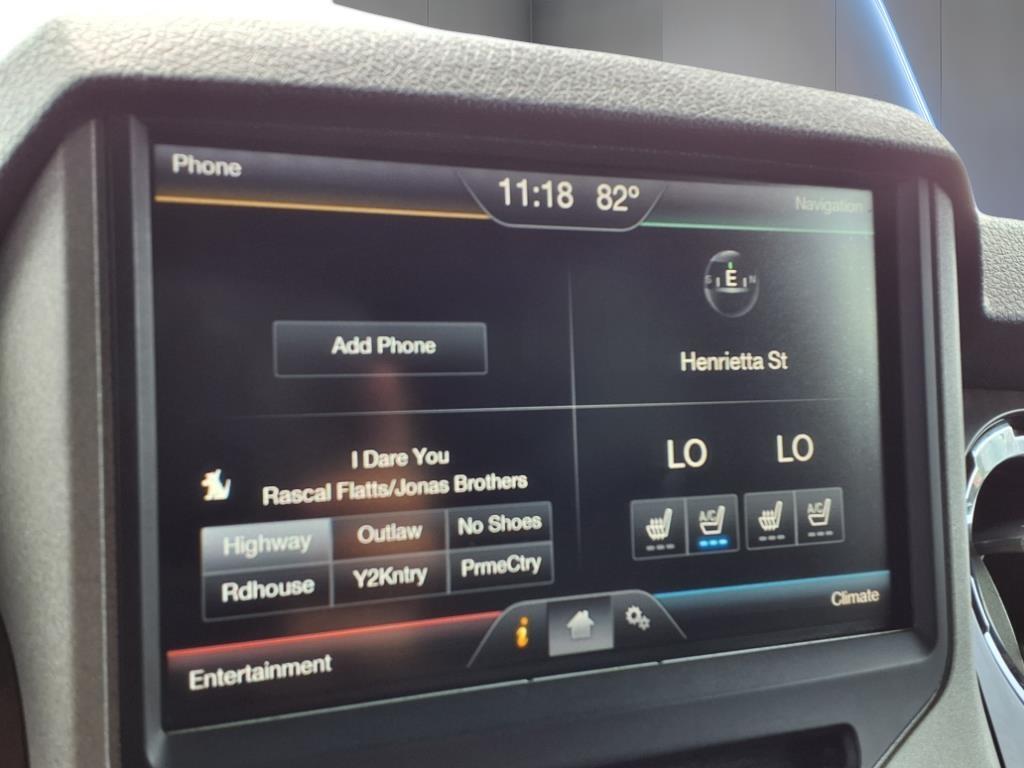 Phone
11:18 82º
Navigation
S E N
Add Phone
Henrietta St
I Dare You
Rascal Flatts/Jonas Brothers
Highway Outlaw No Shoes
Rdhouse Y2Kntry PrmeCtry
LO LO
A/C A/C
i
Entertainment
Climate